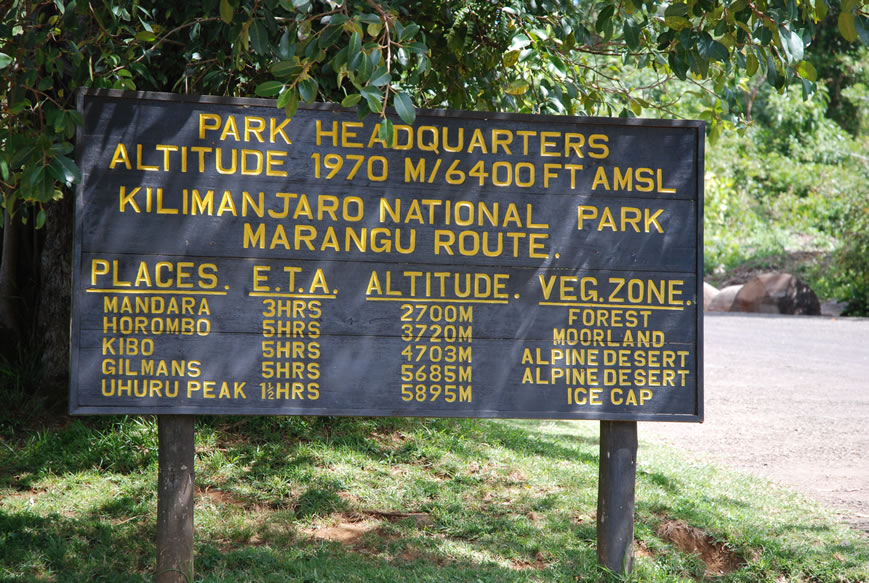 PARK HEADQUARTERS
ALTITUDE 1970 M/6400 FT AMSL
KILIMANJARO NATIONAL PARK
MARANGU ROUTE.
PLACES. E.T.A. ALTITUDE. VEG.ZONE.
MANDARA 3HRS 2700M FOREST
HOROMBO 5HRS 3720M MOORLAND
KIBO 5HRS 4703M ALPINE DESERT
GILMANS 5HRS 5685M ALPINE DESERT
UHURU PEAK 1½HRS 5895M ICE CAP